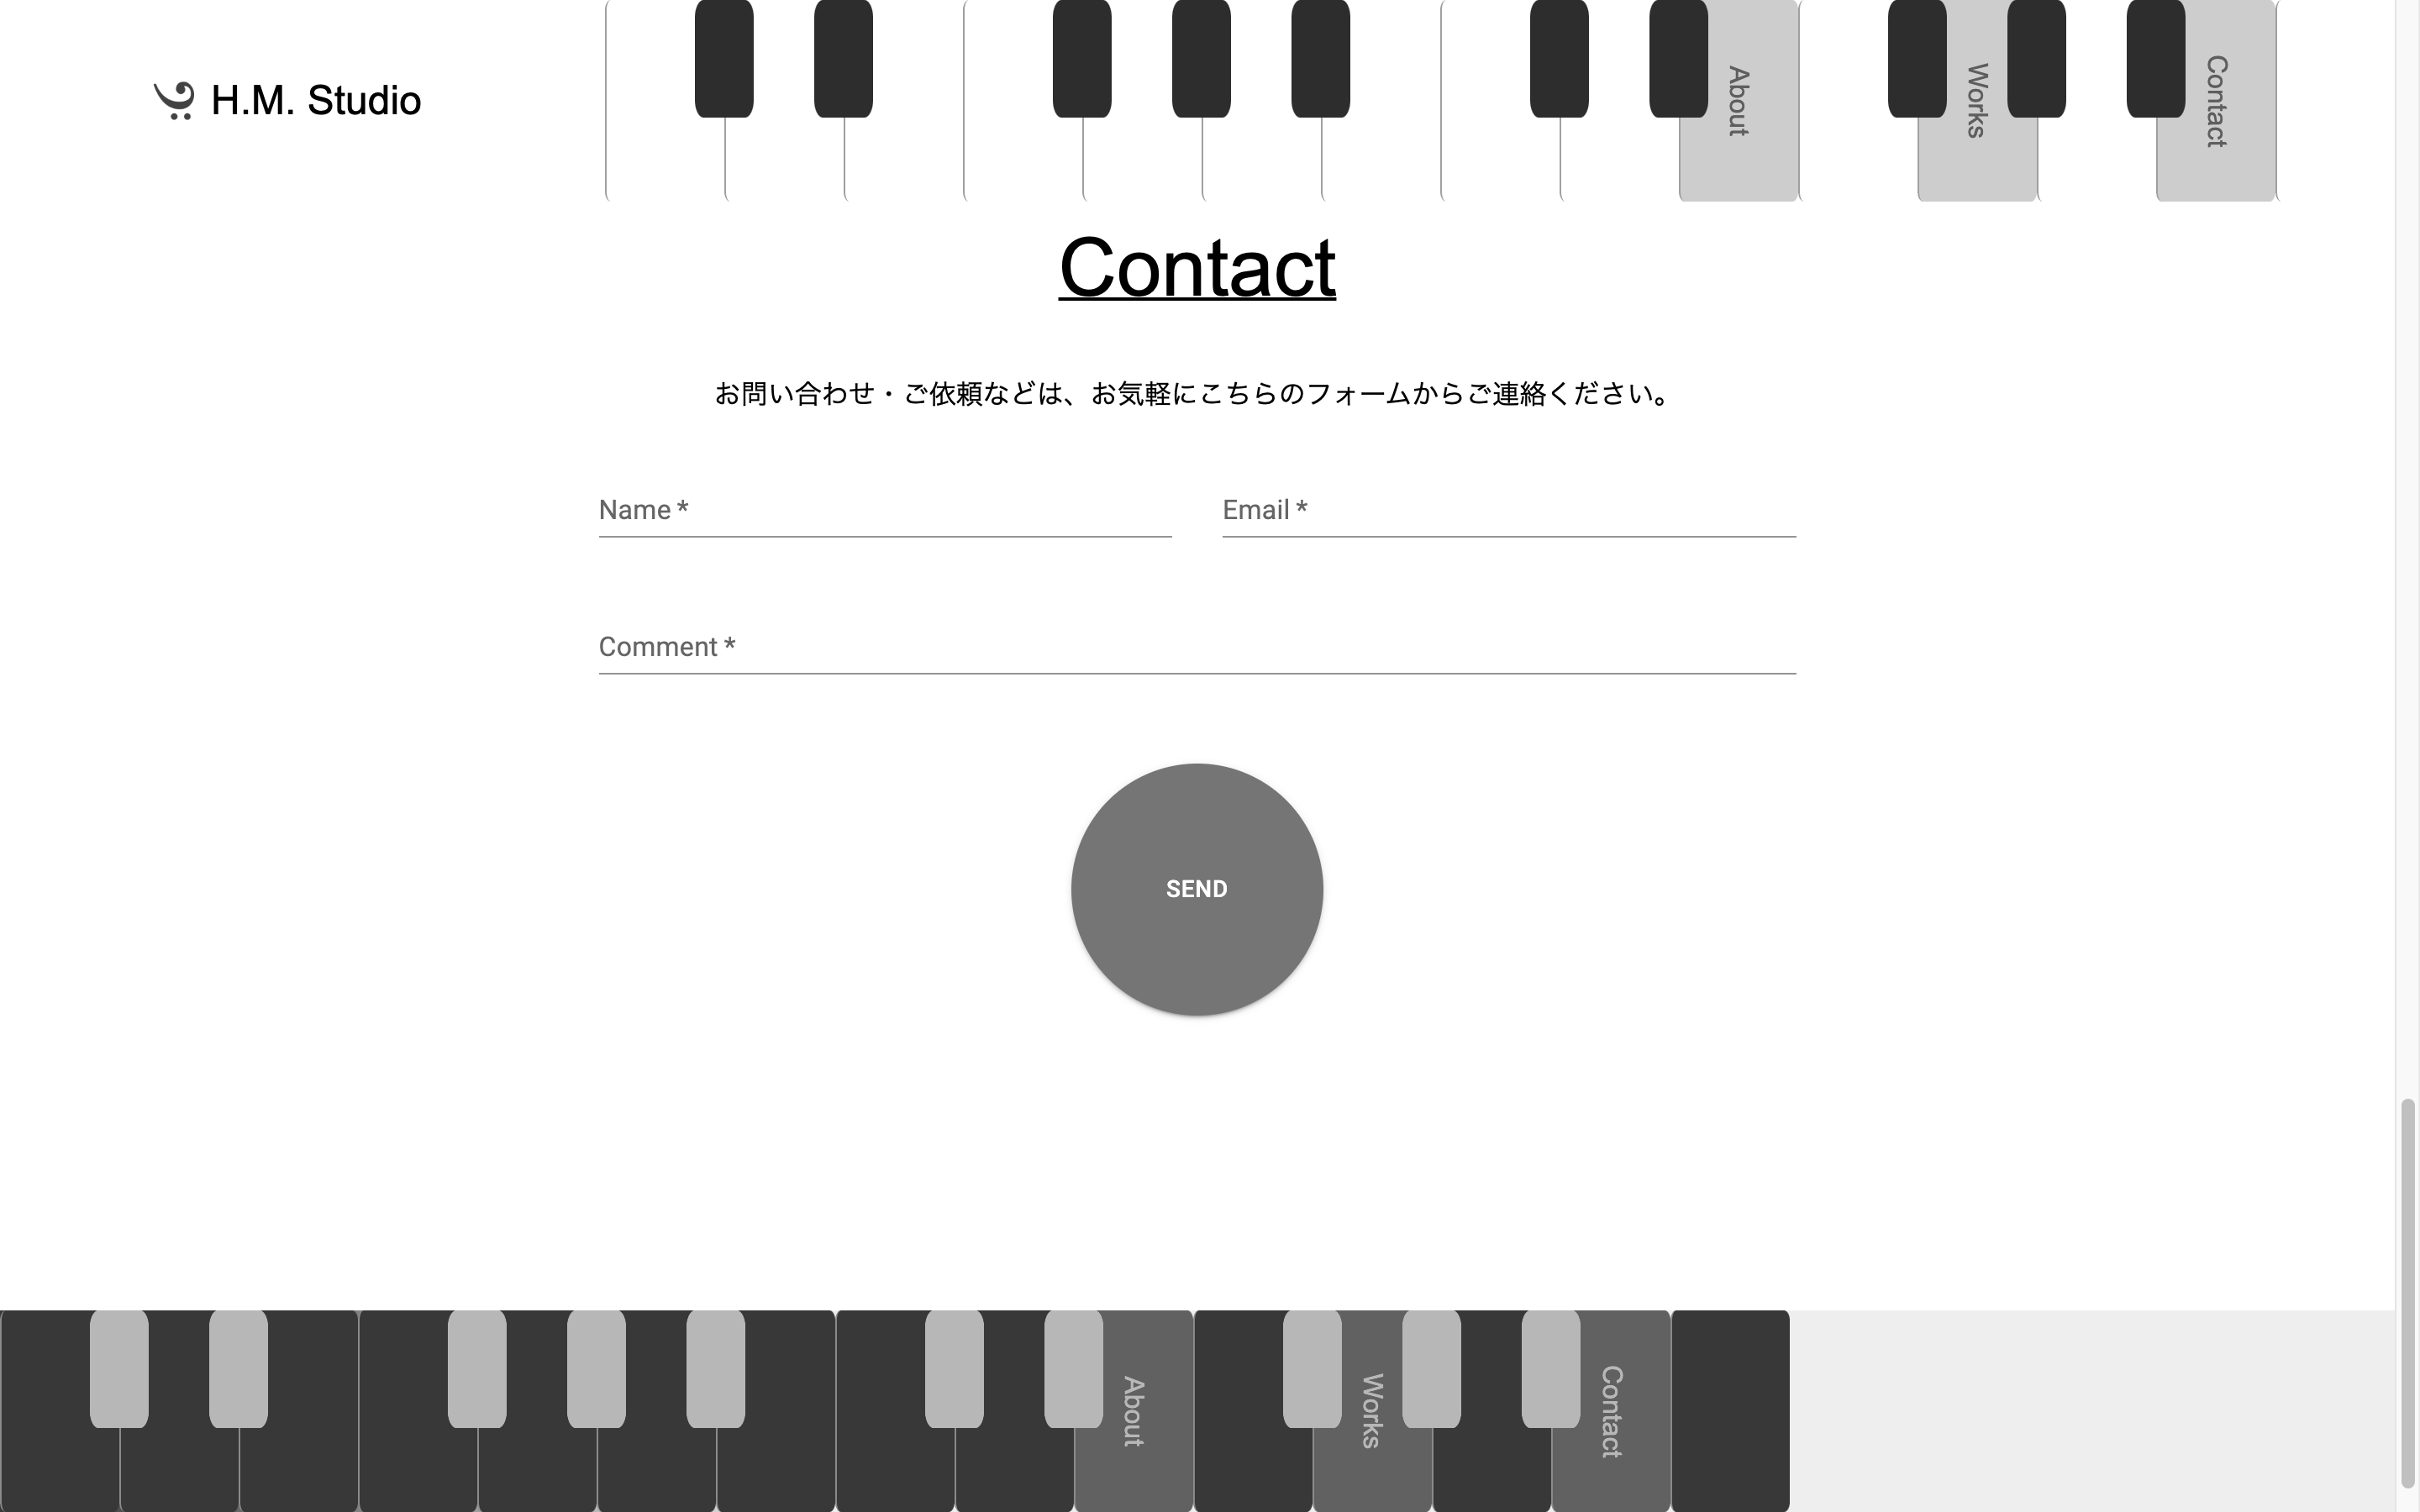 H.M. Studio
About
Works
Contact
Contact
お問い合わせ・ご依頼などは、お気軽にこちらのフォームからご連絡ください。
Name *
Email *
Comment *
SEND
About
Works
Contact